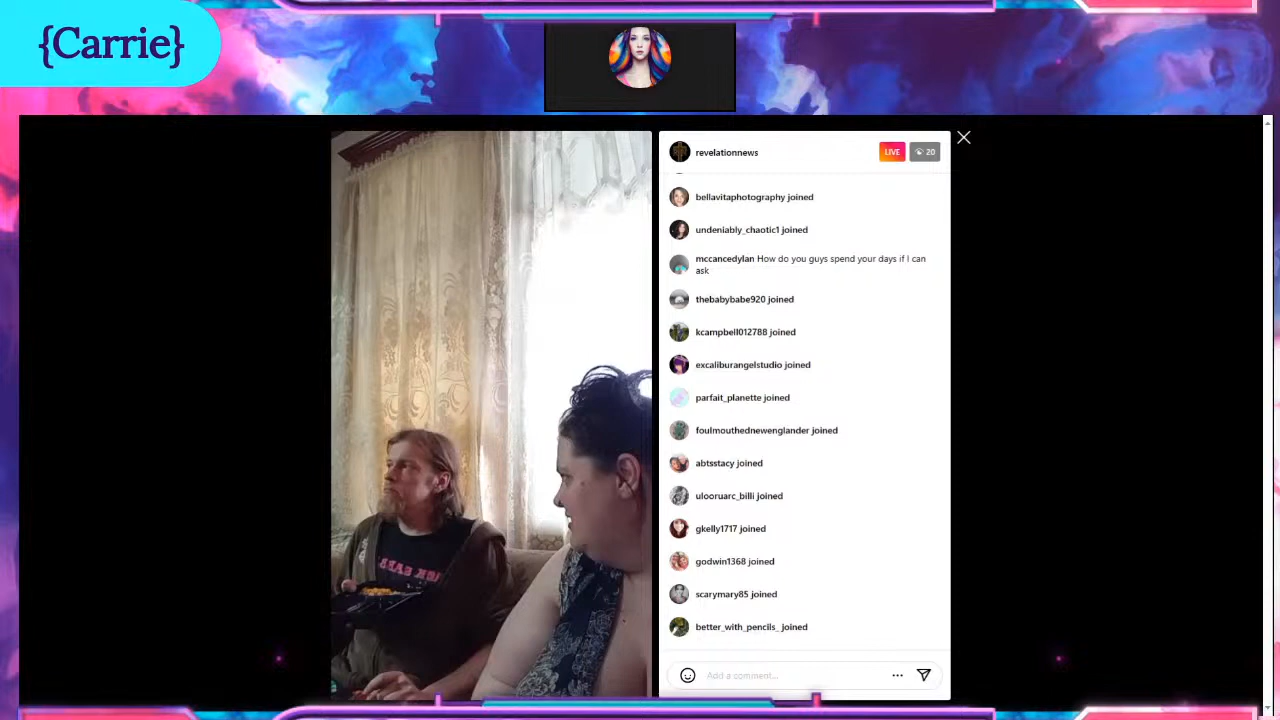 {Carrie}
revelationnews
LIVE
20
bellavitaphotography joined
undeniably_chaotic1 joined
mccancedylan How do you guys spend your days if I can
ask
thebabybabe920 joined
kcampbell012788 joined
excaliburangelstudio joined
parfait_planette joined
foulmouthednewenglander joined
abtsstacy joined
ulooruarc_billi joined
gkelly1717 joined
godwin1368 joined
scarymary85 joined
better_with_pencils_ joined
Add a comment...